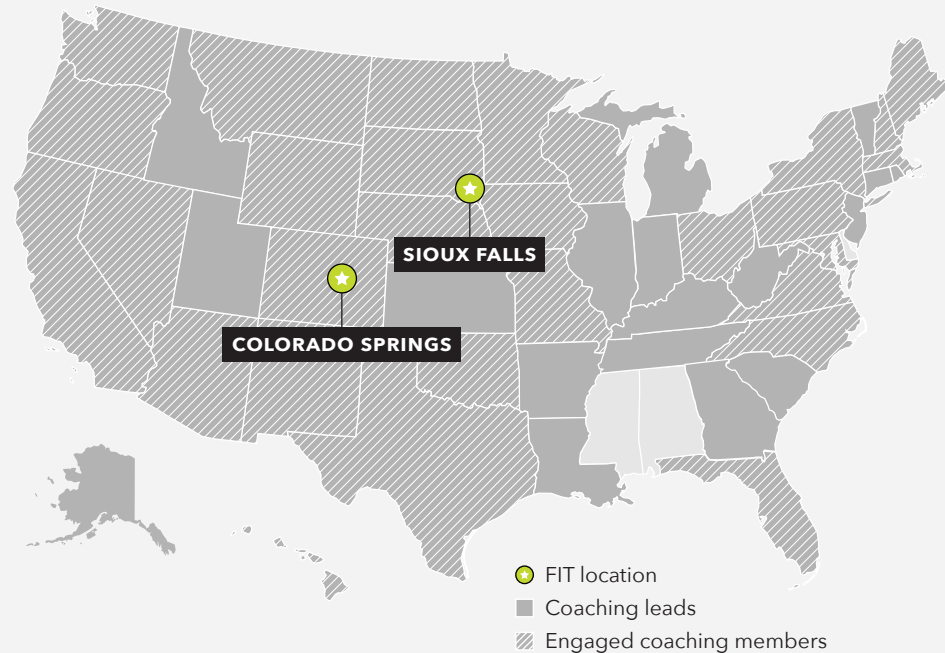 SIOUX FALLS
COLORADO SPRINGS
FIT location
Coaching leads
Engaged coaching members